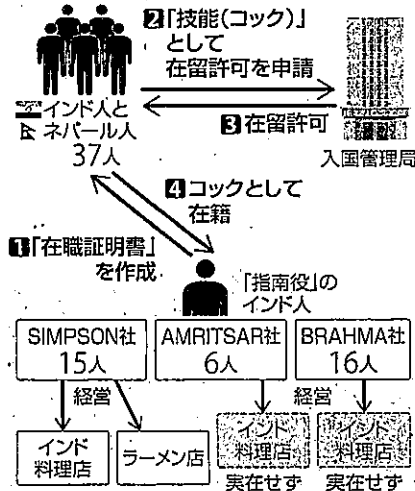 2「技能(コック)」
として
在留許可を申請
インド人と
ネパール人
37人
3在留許可
入国管理局
4コックとして
在籍
1「在職証明書」
を作成
「指南役」の
インド人
SIMPSON社
15人
AMRITSAR社
6人
BRAHMA社
16人
経営
経営
インド
料理店
ラーメン店
インド
料理店
インド
料理店
実在せず
実在せず